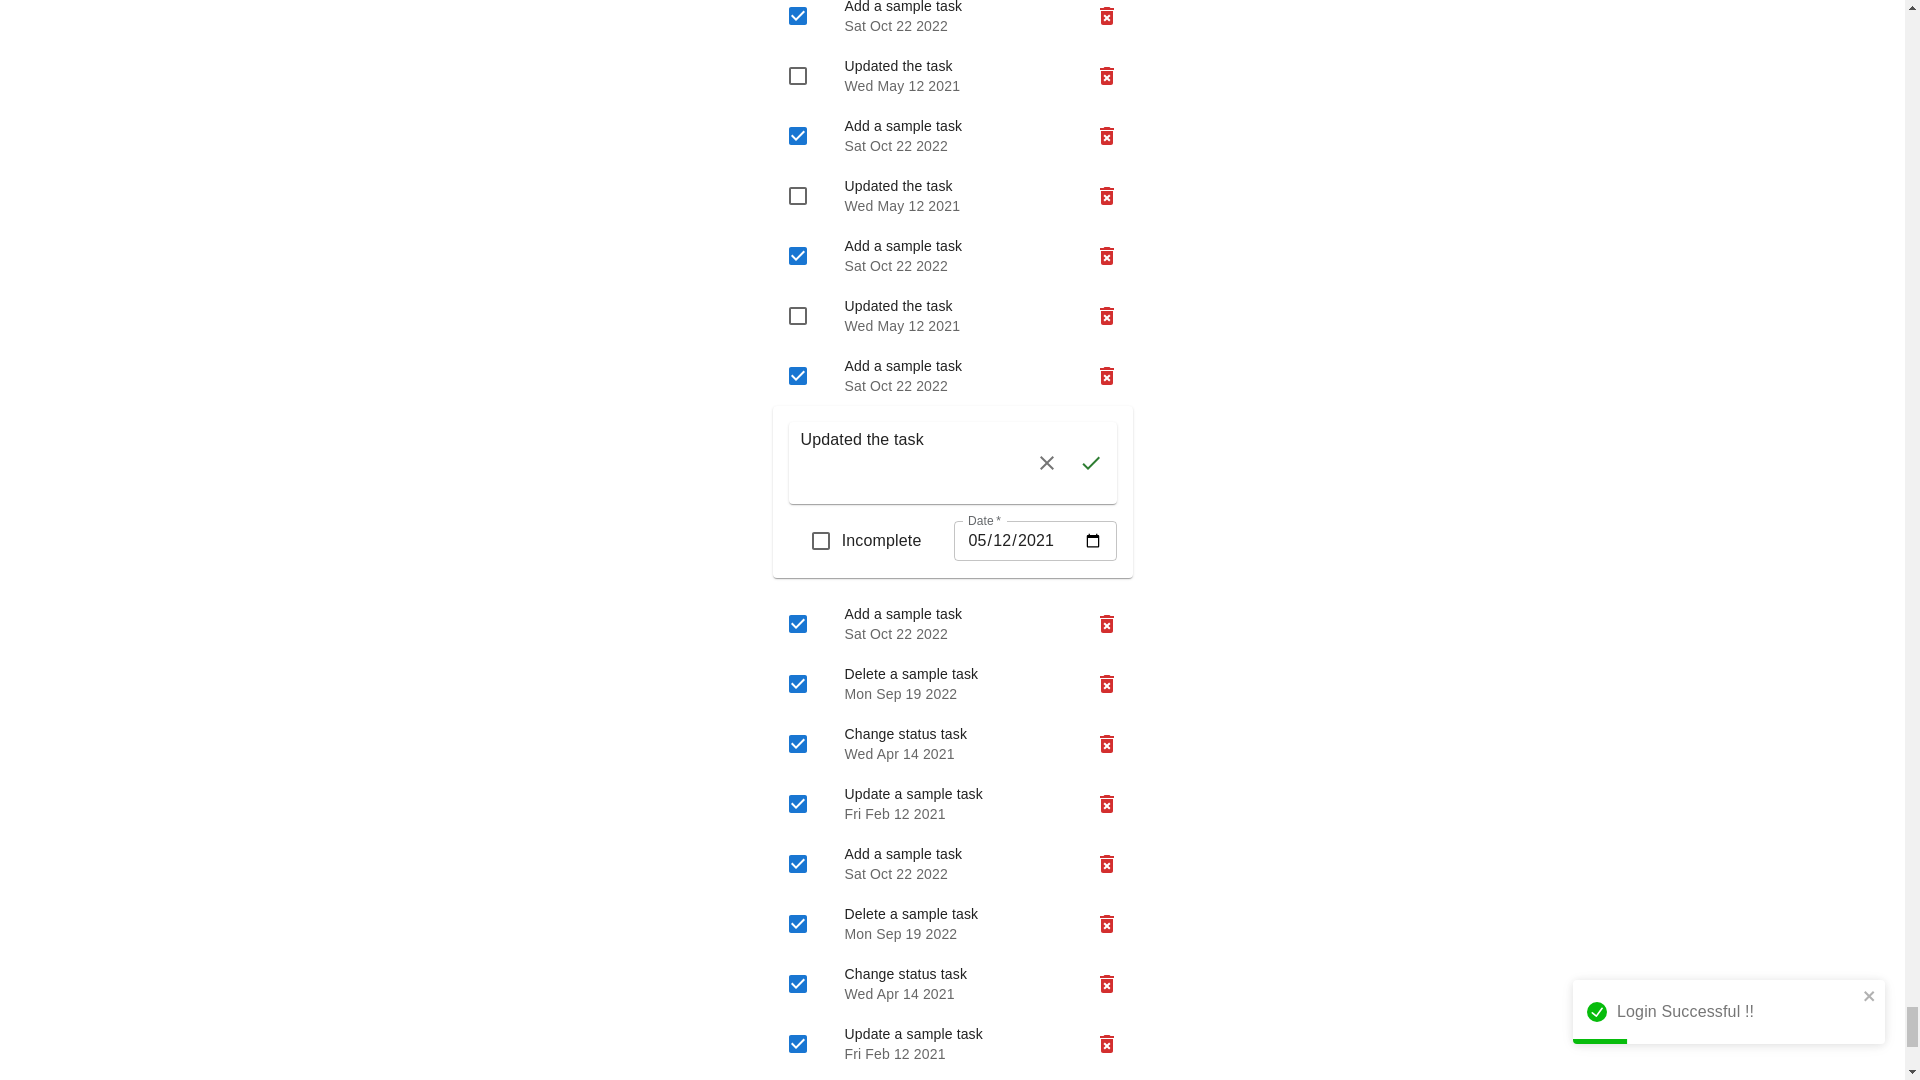 Add a sample task
Sat Oct 22 2022
Updated the task
Wed May 12 2021
Add a sample task
Sat Oct 22 2022
Updated the task
Wed May 12 2021
Add a sample task
Sat Oct 22 2022
Updated the task
Wed May 12 2021
Add a sample task
Sat Oct 22 2022
Updated the task
Date *
Incomplete 05/12/2021
Add a sample task
Sat Oct 22 2022
Delete a sample task
Mon Sep 19 2022
Change status task
Wed Apr 14 2021
Update a sample task
Fri Feb 12 2021
Add a sample task
Sat Oct 22 2022
Delete a sample task
Mon Sep 19 2022
Change status task
Wed Apr 14 2021
Update a sample task
Fri Feb 12 2021
Login Successful !!